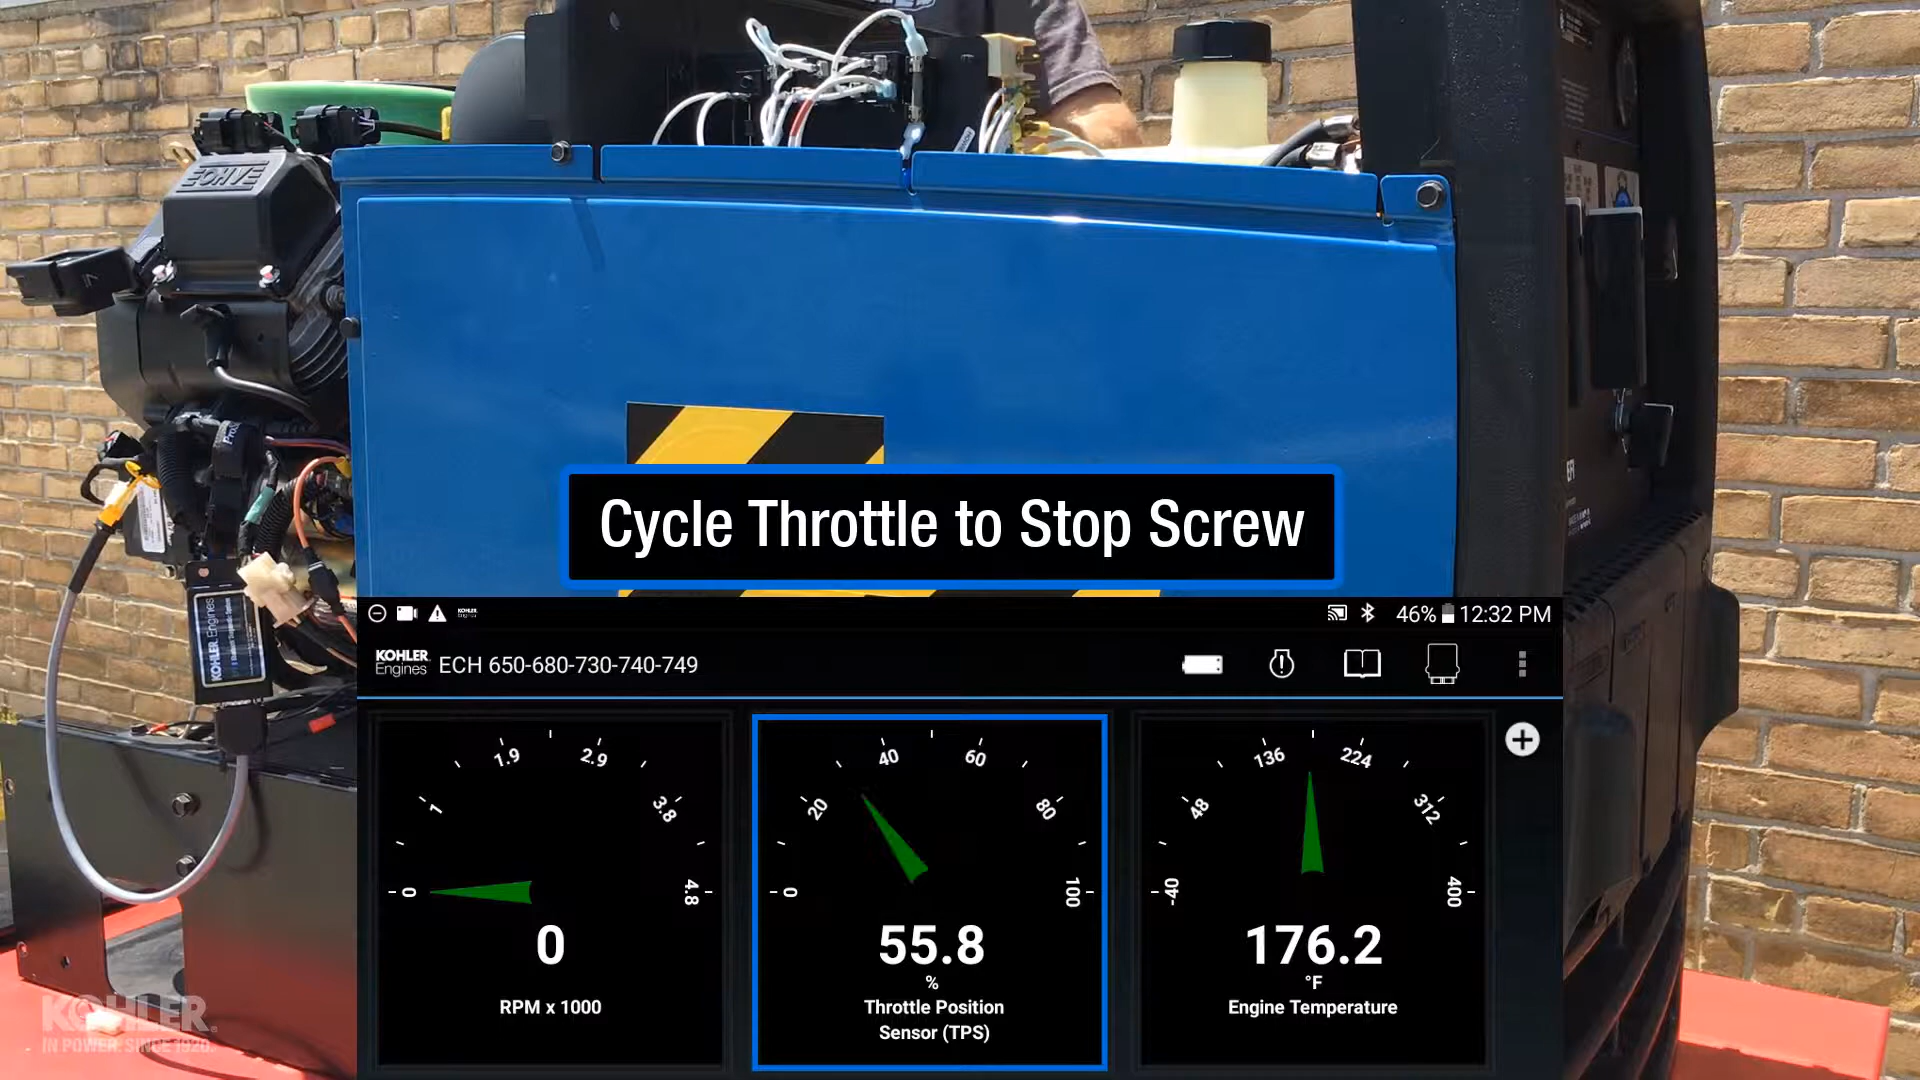 OHV
KOHLER Engines
EFI
Cycle Throttle to Stop Screw
46% 12:32 PM
KOHLER
Engines
ECH 650-680-730-740-749
0
1
1.9
2.9
3.8
4.8
0
RPM x 1000
0
20
40
60
80
100
55.8
%
Throttle Position
Sensor (TPS)
-40
48
136
224
312
400
176.2
°F
Engine Temperature
KOHLER
IN POWER. SINCE 1920.